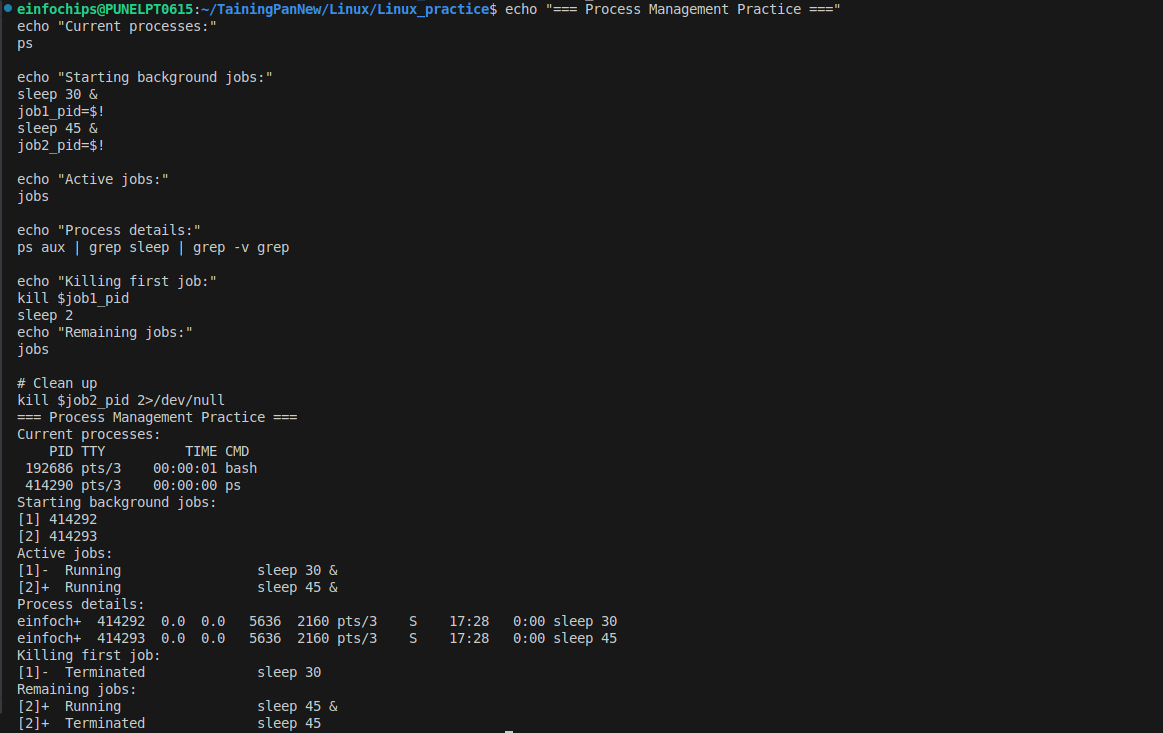 einfochips@PUNELPT0615:~/TainingPanNew/Linux/Linux_practice$ echo "=== Process Management Practice ==="
echo "Current processes:"
ps

echo "Starting background jobs:"
sleep 30 &
job1_pid=$!
sleep 45 &
job2_pid=$!

echo "Active jobs:"
jobs

echo "Process details:"
ps aux | grep sleep | grep -v grep

echo "Killing first job:"
kill $job1_pid
sleep 2
echo "Remaining jobs:"
jobs

# Clean up
kill $job2_pid 2>/dev/null
=== Process Management Practice ===
Current processes:
    PID TTY          TIME CMD
 192686 pts/3    00:00:01 bash
 414290 pts/3    00:00:00 ps
Starting background jobs:
[1] 414292
[2] 414293
Active jobs:
[1]-  Running                 sleep 30 &
[2]+  Running                 sleep 45 &
Process details:
einfoch+  414292  0.0  0.0   5636  2160 pts/3    S    17:28   0:00 sleep 30
einfoch+  414293  0.0  0.0   5636  2160 pts/3    S    17:28   0:00 sleep 45
Killing first job:
[1]-  Terminated              sleep 30
Remaining jobs:
[2]+  Running                 sleep 45 &
[2]+  Terminated              sleep 45